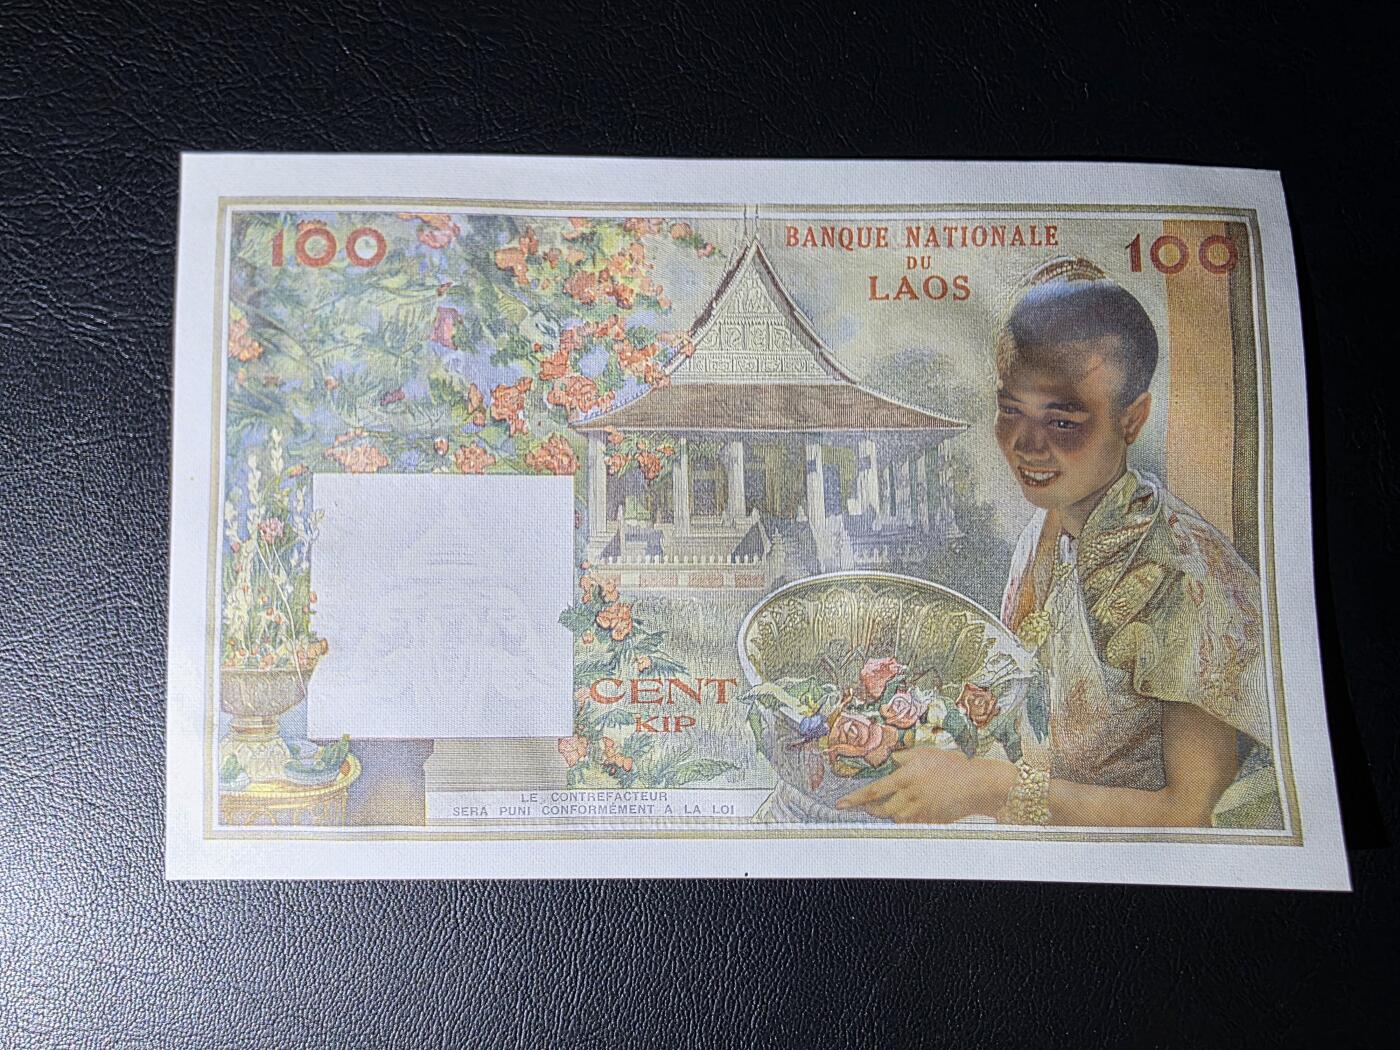 100
BANQUE NATIONALE
DU
LAOS
100
CENT
KIP
LE CONTREFACTEUR
SERA PUNI CONFORMÉMENT A LA LOI